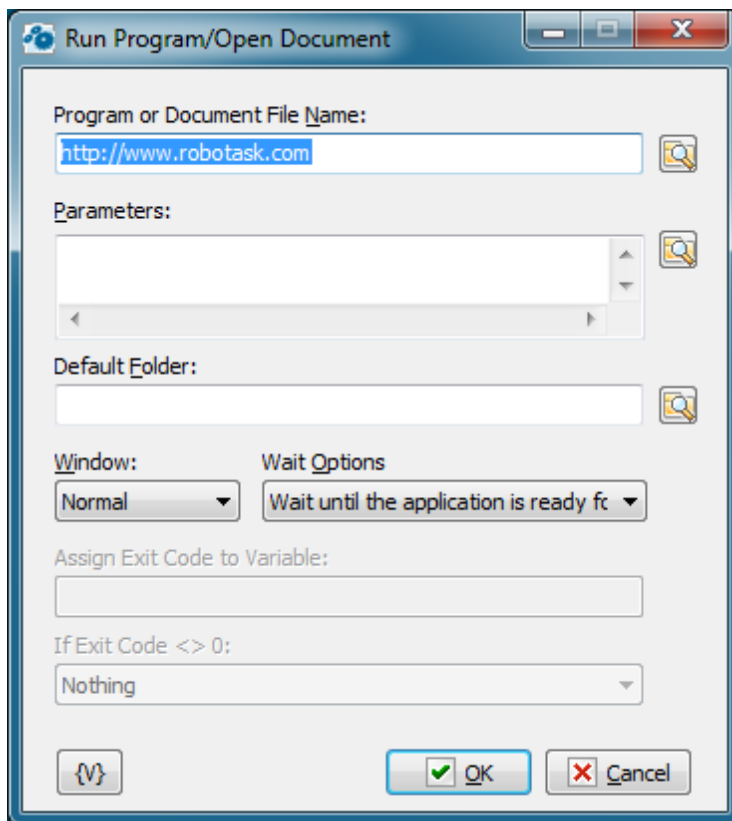 Run Program/Open Document
Program or Document File Name:
http://www.robotask.com
Parameters:
Default Folder:
Window: Wait Options
Normal Wait until the application is ready fo
Assign Exit Code to Variable:
If Exit Code <> 0:
Nothing
{V} OK Cancel